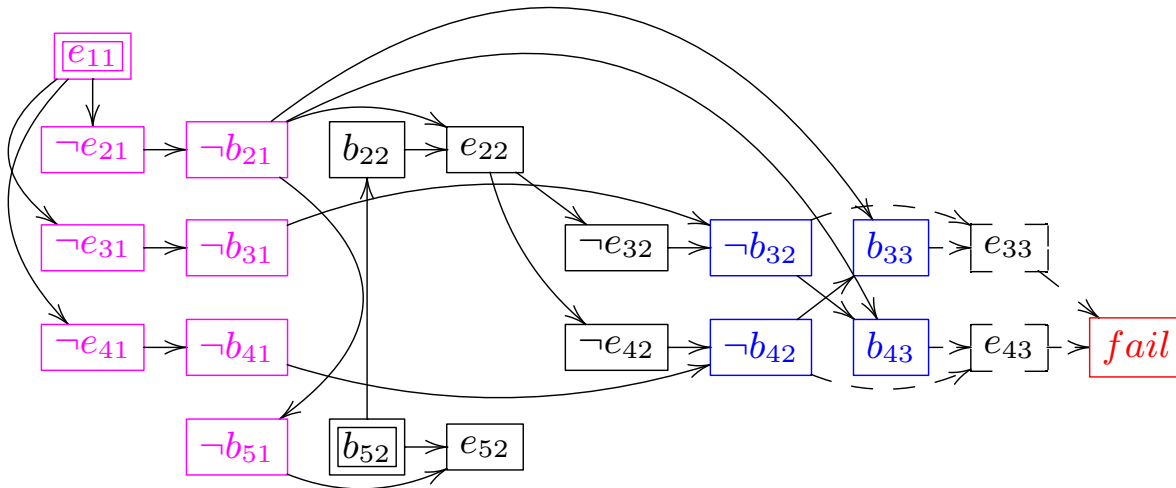 e₁₁
¬e₂₁ ¬b₂₁ b₂₂ e₂₂
¬e₃₁ ¬b₃₁ ¬e₃₂ ¬b₃₂ b₃₃ e₃₃
¬e₄₁ ¬b₄₁ ¬e₄₂ ¬b₄₂ b₄₃ e₄₃ fail
¬b₅₁ b₅₂ e₅₂